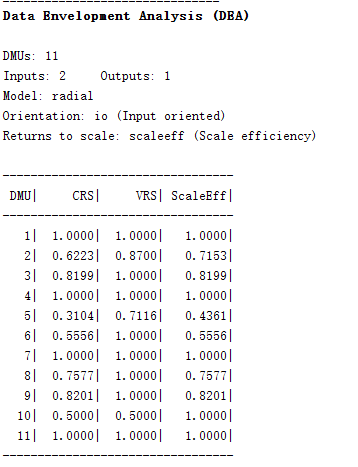 Data Envelopment Analysis (DEA)
DMUs: 11
Inputs: 2     Outputs: 1
Model: radial
Orientation: io (Input oriented)
Returns to scale: scaleeff (Scale efficiency)
---------------------------------
DMU|     CRS|     VRS| ScaleEff|
---------------------------------
1|  1.0000|  1.0000|   1.0000|
2|  0.6223|  0.8700|   0.7153|
3|  0.8199|  1.0000|   0.8199|
4|  1.0000|  1.0000|   1.0000|
5|  0.3104|  0.7116|   0.4361|
6|  0.5556|  1.0000|   0.5556|
7|  1.0000|  1.0000|   1.0000|
8|  0.7577|  1.0000|   0.7577|
9|  0.8201|  1.0000|   0.8201|
10|  0.5000|  0.5000|   1.0000|
11|  1.0000|  1.0000|   1.0000|
---------------------------------